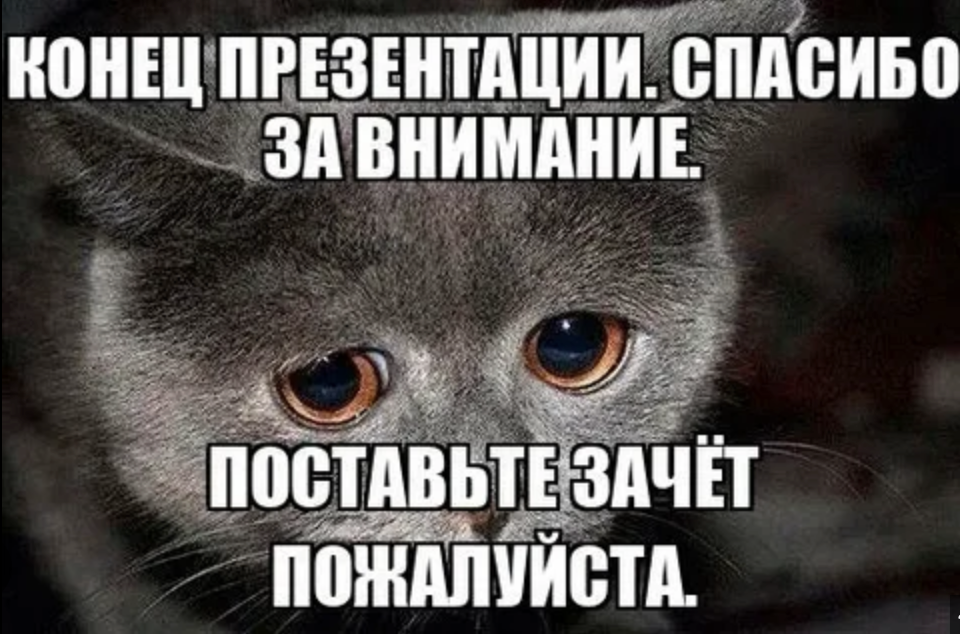 КОНЕЦ ПРЕЗЕНТАЦИИ. СПАСИБО
ЗА ВНИМАНИЕ.
ПОСТАВЬТЕ ЗАЧЁТ
ПОЖАЛУЙСТА.